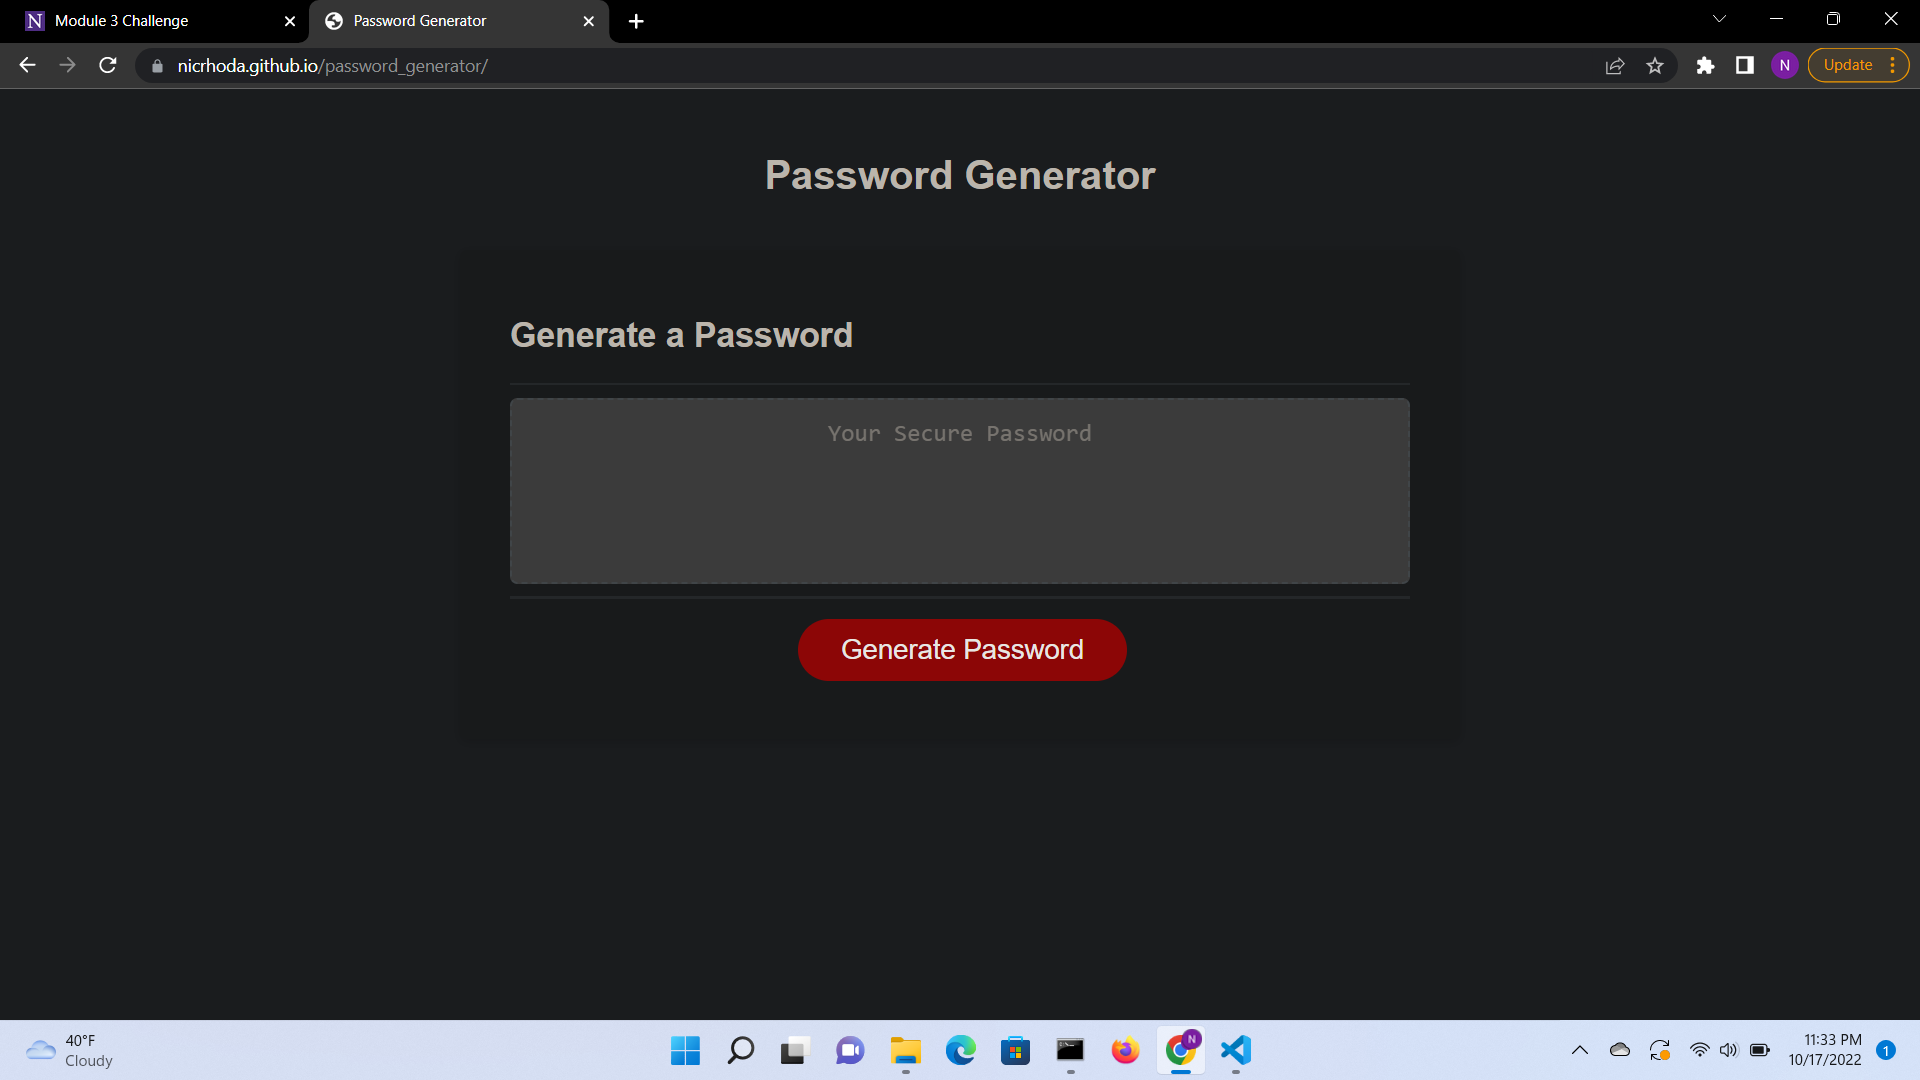 N Module 3 Challenge
Password Generator
nicrhoda.github.io/password_generator/
N
Update
Password Generator
Generate a Password
Your Secure Password
Generate Password
40°F
Cloudy
N
11:33 PM
10/17/2022
1